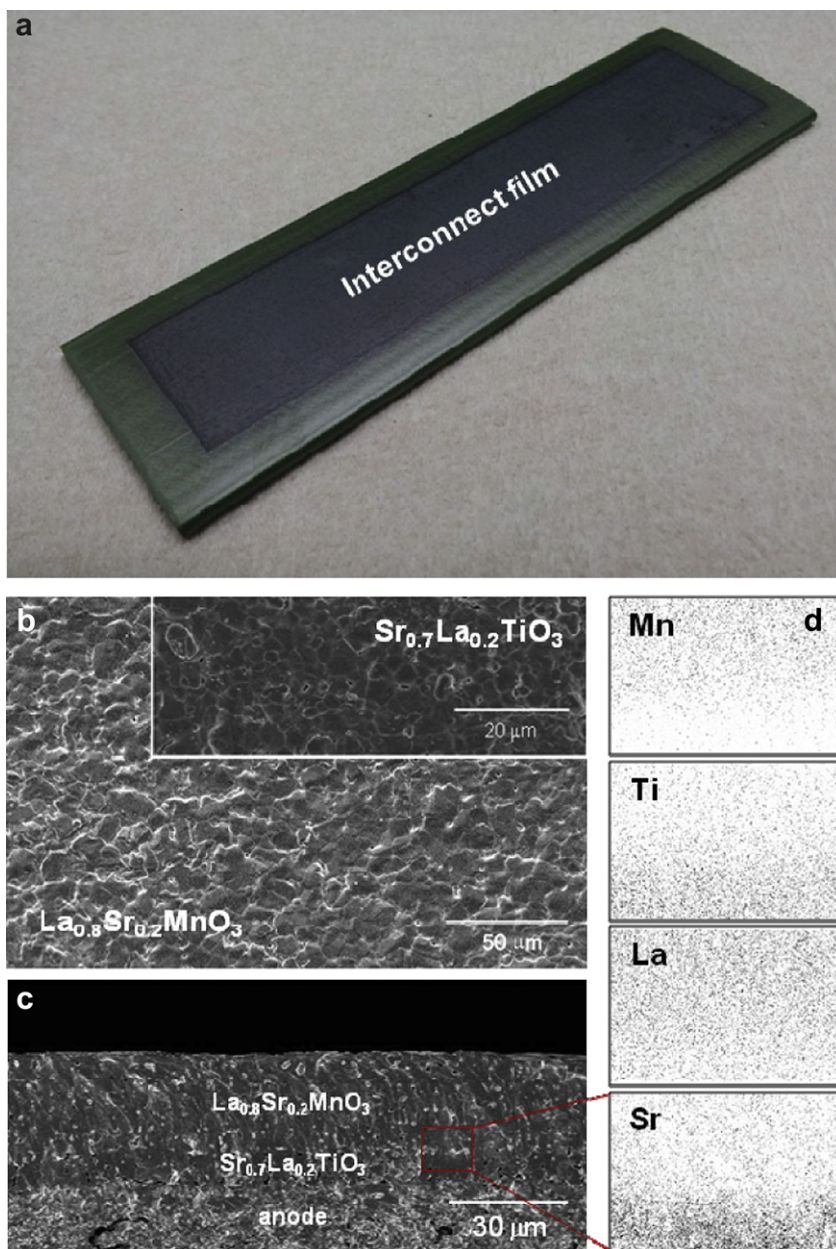 a
Interconnect film
b
Sr₀.₇La₀.₂TiO₃
20 μm
La₀.₈Sr₀.₂MnO₃
50 μm
c
La₀.₈Sr₀.₂MnO₃
Sr₀.₇La₀.₂TiO₃
anode
30 μm
d
Mn
Ti
La
Sr